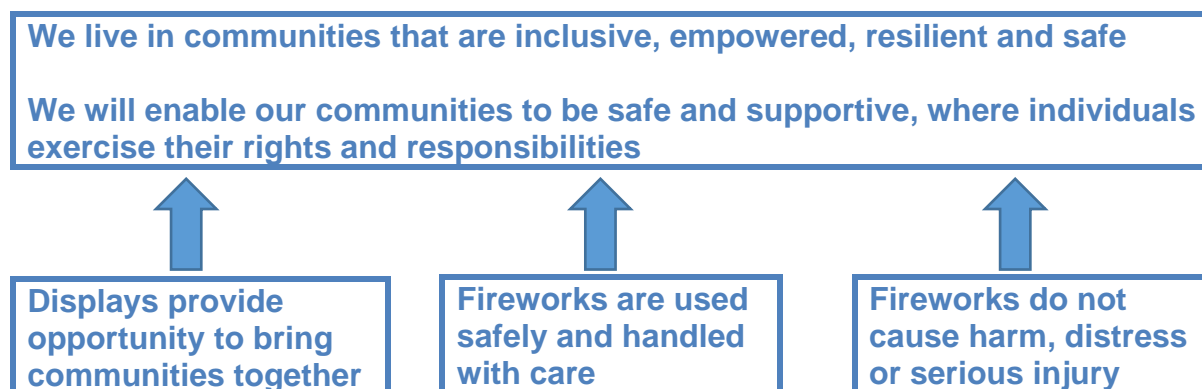 We live in communities that are inclusive, empowered, resilient and safe
We will enable our communities to be safe and supportive, where individuals
exercise their rights and responsibilities
Displays provide
opportunity to bring
communities together
Fireworks are used
safely and handled
with care
Fireworks do not
cause harm, distress
or serious injury